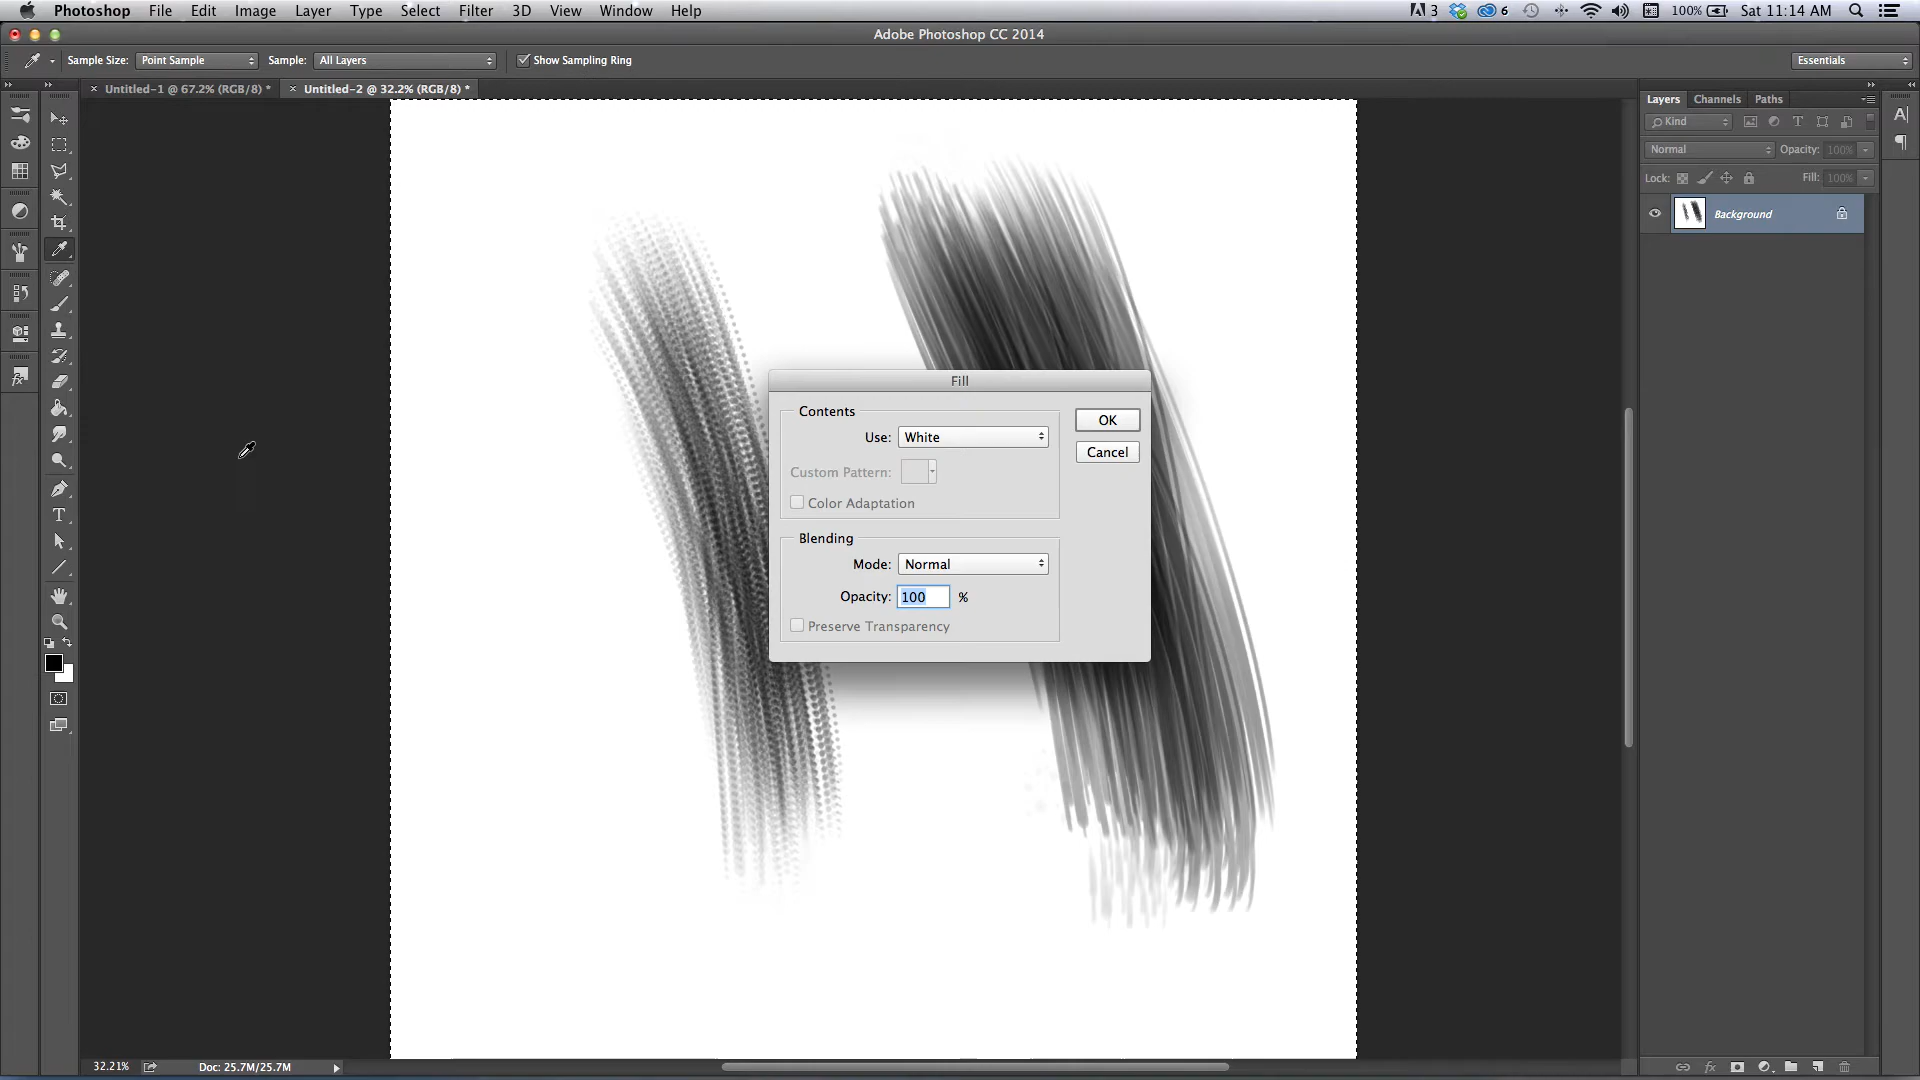 Photoshop File Edit Image Layer Type Select Filter 3D View Window Help 3 6 100% Sat 11:14 AM
Adobe Photoshop CC 2014
Sample Size: Point Sample Sample: All Layers Show Sampling Ring Essentials
Untitled-1 @ 67.2% (RGB/8) * Untitled-2 @ 32.2% (RGB/8) *
Layers Channels Paths
Kind
Normal Opacity: 100%
Lock: Fill: 100%
Background
Fill
Contents
OK
Use: White
Cancel
Custom Pattern:
Color Adaptation
Blending
Mode: Normal
Opacity: 100 %
Preserve Transparency
32.21% Doc: 25.7M/25.7M